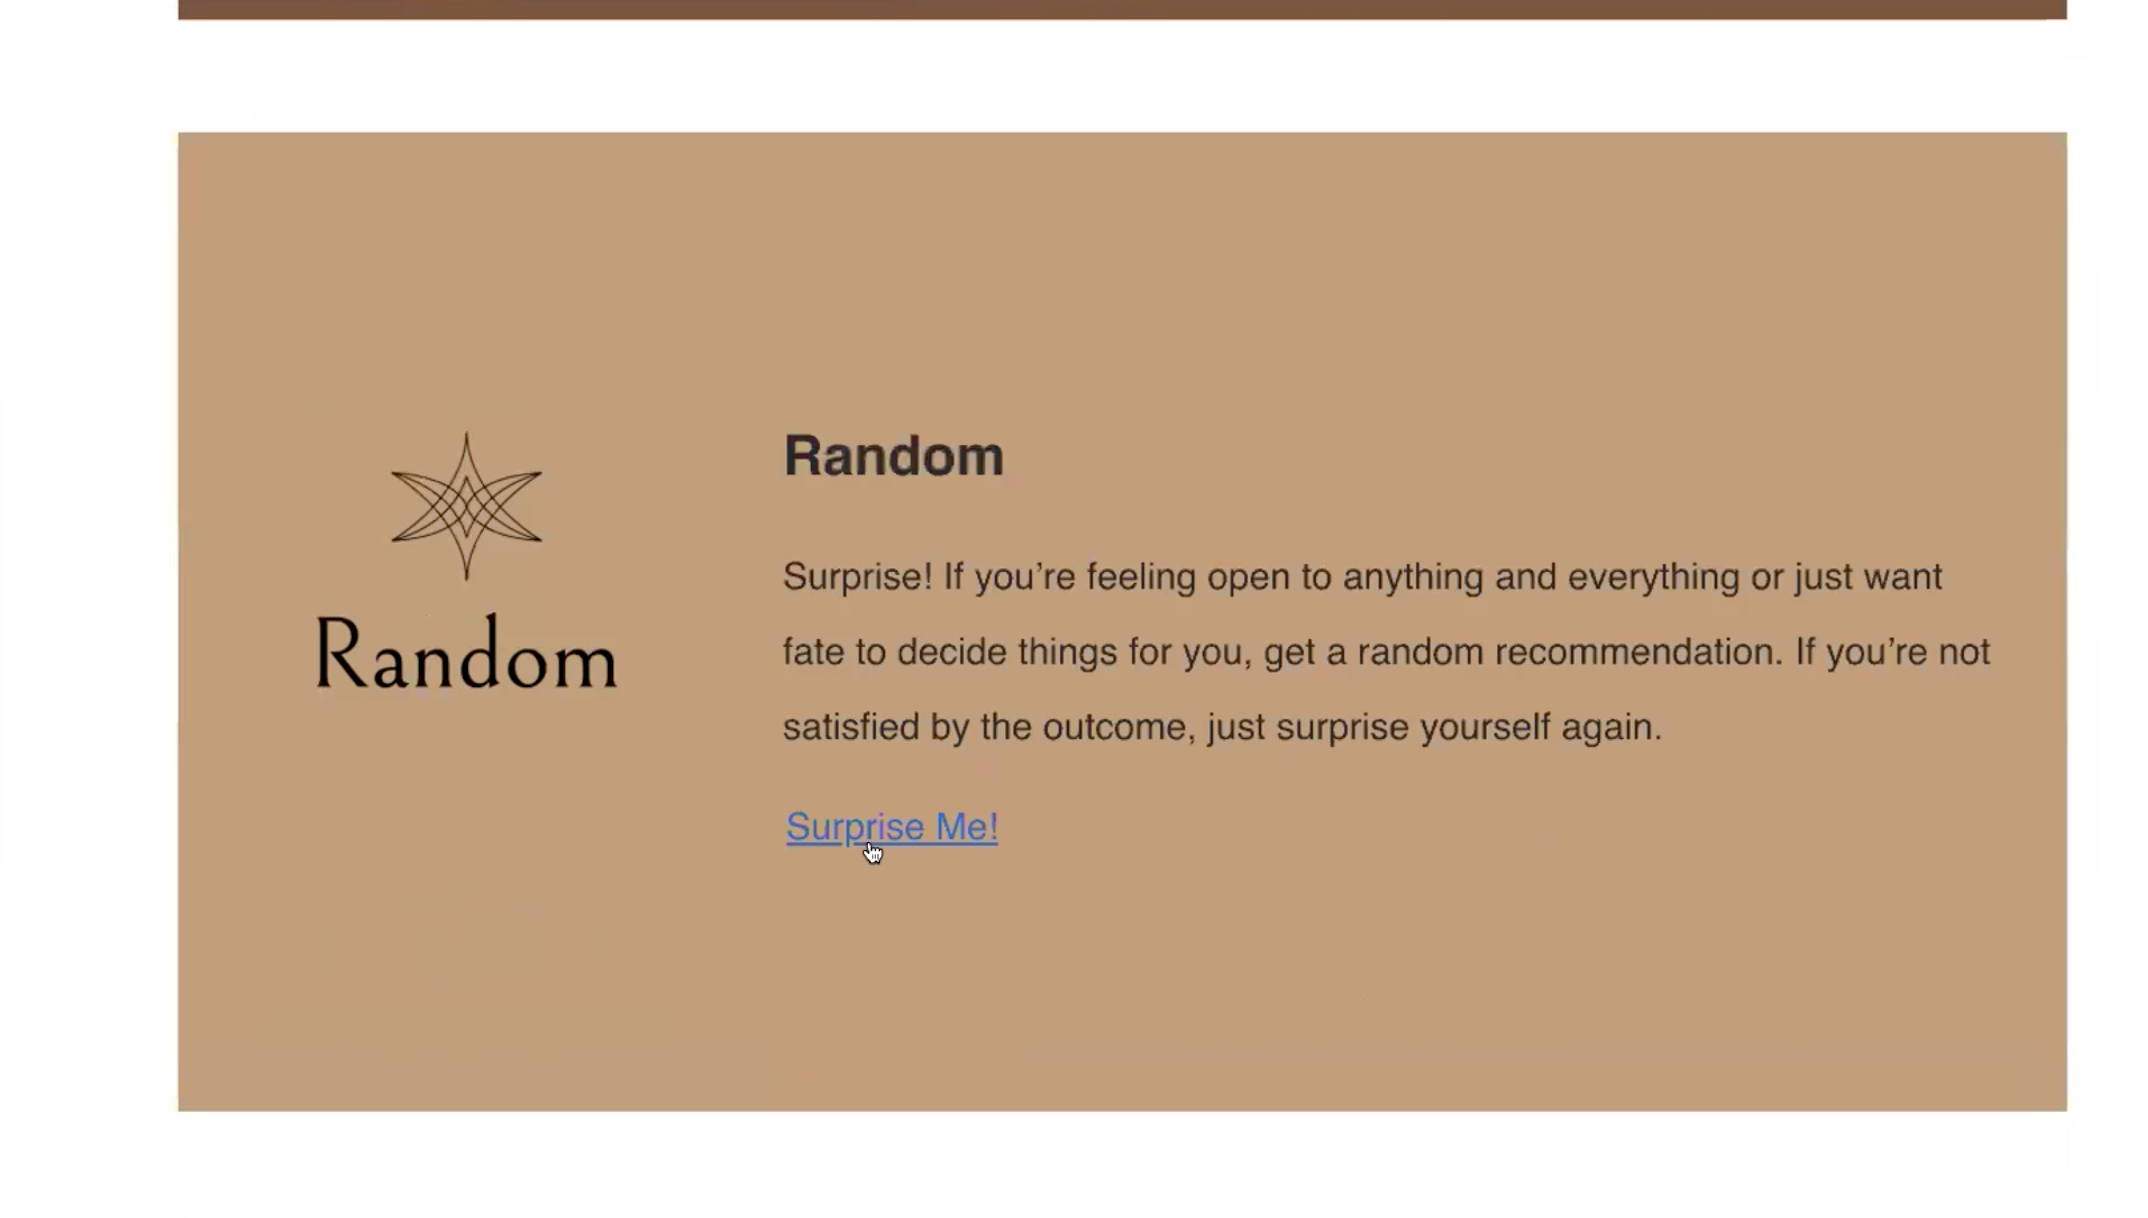 Random
Random
Surprise! If you’re feeling open to anything and everything or just want
fate to decide things for you, get a random recommendation. If you’re not
satisfied by the outcome, just surprise yourself again.
Surprise Me!